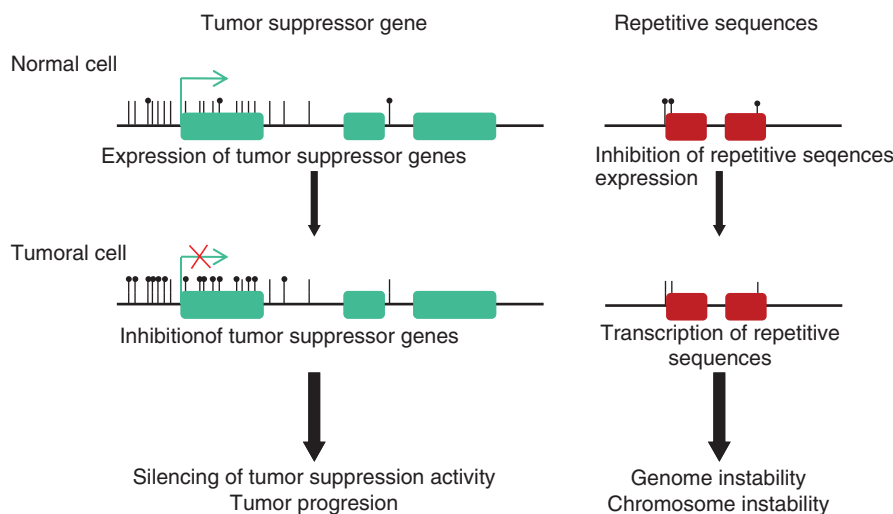 Tumor suppressor gene
Repetitive sequences
Normal cell
Expression of tumor suppressor genes
Inhibition of repetitive seqences
expression
Tumoral cell
Inhibitionof tumor suppressor genes
Transcription of repetitive
sequences
Silencing of tumor suppression activity
Tumor progresion
Genome instability
Chromosome instability